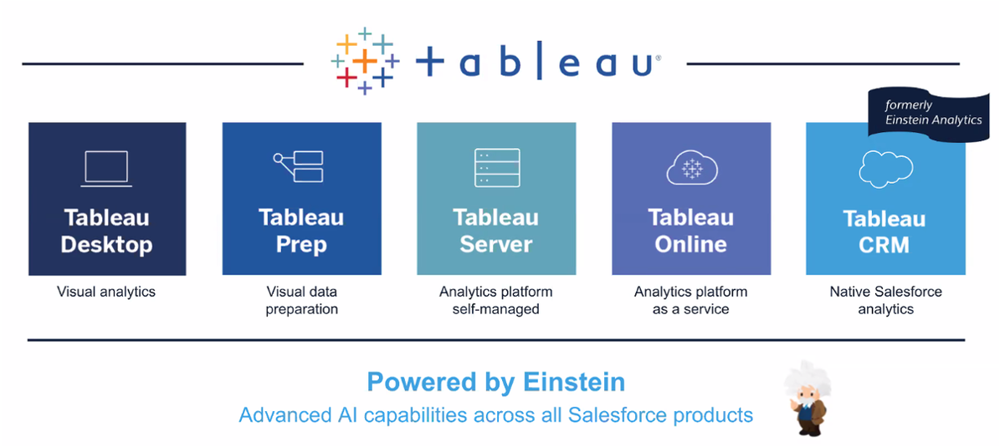 +ableau®
formerly
Einstein Analytics
Tableau
Desktop
Tableau
Prep
Tableau
Server
Tableau
Online
Tableau
CRM
Visual analytics
Visual data
preparation
Analytics platform
self-managed
Analytics platform
as a service
Native Salesforce
analytics
Powered by Einstein
Advanced AI capabilities across all Salesforce products